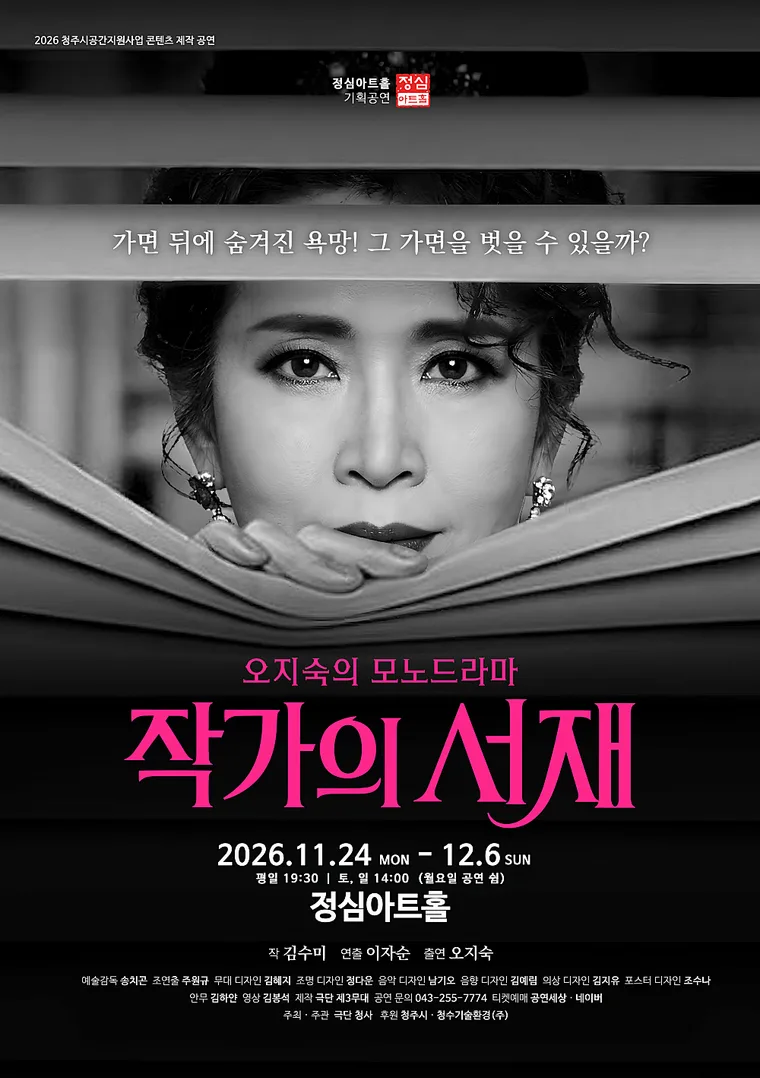 2026 청주시공간지원사업 콘텐츠 제작 공연
정심아트홀
기획공연
정심
아트홀
가면 뒤에 숨겨진 욕망! 그 가면을 벗을 수 있을까?
오지숙의 모노드라마
작가의 서재
2026.11.24 MON - 12.6 SUN
평일 19:30 | 토, 일 14:00 (월요일 공연 쉼)
정심아트홀
작 김수미 연출 이자순 출연 오지숙
예술감독 송치곤 조연출 주원규 무대 디자인 김혜지 조명 디자인 정다운 음악 디자인 남기오 음향 디자인 김예림 의상 디자인 김지유 포스터 디자인 조수나
안무 김하얀 영상 김봉석 제작 극단 제3무대 공연 문의 043-255-7774 티켓예매 공연세상 · 네이버
주최 · 주관 극단 청사 후원 청주시 · 청수기술환경(주)